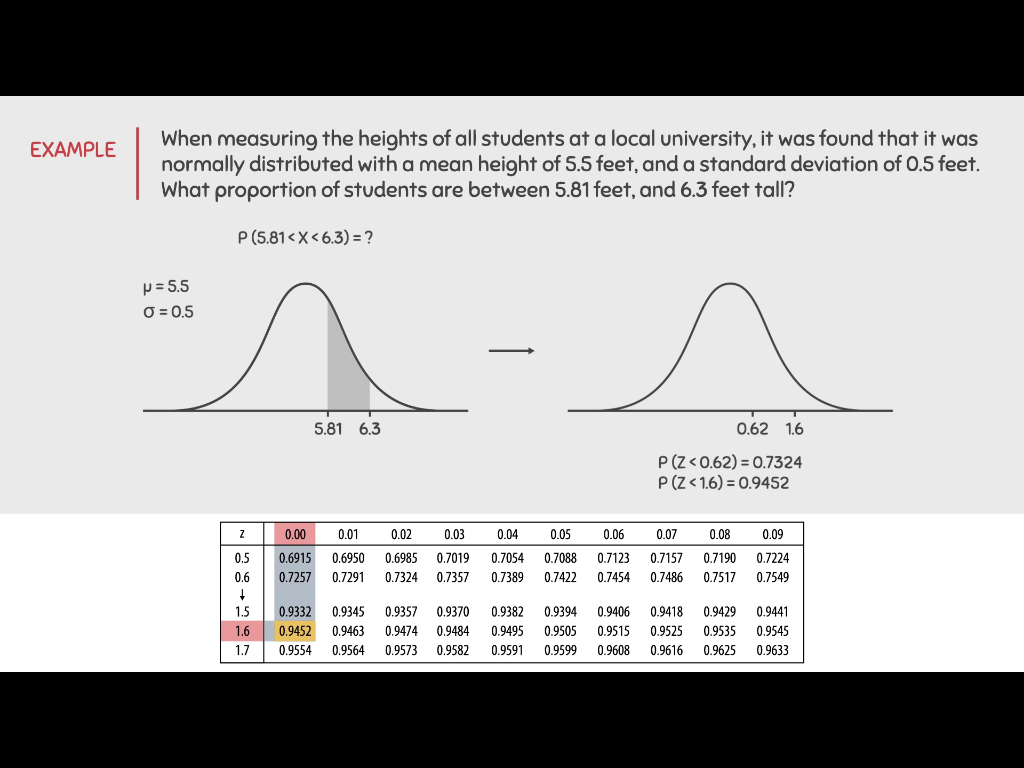 EXAMPLE
When measuring the heights of all students at a local university, it was found that it was
normally distributed with a mean height of 5.5 feet, and a standard deviation of 0.5 feet.
What proportion of students are between 5.81 feet, and 6.3 feet tall?
P (5.81 < X < 6.3) = ?
μ = 5.5
σ = 0.5
5.81 6.3
0.62 1.6
P (Z < 0.62) = 0.7324
P (Z < 1.6) = 0.9452
z 0.00 0.01 0.02 0.03 0.04 0.05 0.06 0.07 0.08 0.09
0.5 0.6915 0.6950 0.6985 0.7019 0.7054 0.7088 0.7123 0.7157 0.7190 0.7224
0.6 0.7257 0.7291 0.7324 0.7357 0.7389 0.7422 0.7454 0.7486 0.7517 0.7549
1.5 0.9332 0.9345 0.9357 0.9370 0.9382 0.9394 0.9406 0.9418 0.9429 0.9441
1.6 0.9452 0.9463 0.9474 0.9484 0.9495 0.9505 0.9515 0.9525 0.9535 0.9545
1.7 0.9554 0.9564 0.9573 0.9582 0.9591 0.9599 0.9608 0.9616 0.9625 0.9633